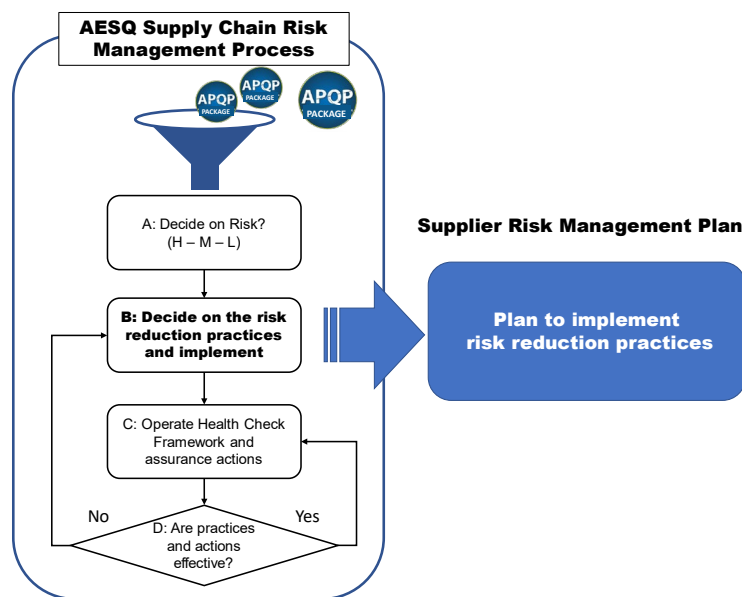 AESQ Supply Chain Risk
Management Process
APQP
PACKAGE
APQP
PACKAGE
APQP
PACKAGE
A: Decide on Risk?
(H – M – L)
Supplier Risk Management Plan
B: Decide on the risk
reduction practices
and implement
Plan to implement
risk reduction practices
C: Operate Health Check
Framework and
assurance actions
No
Yes
D: Are practices
and actions
effective?